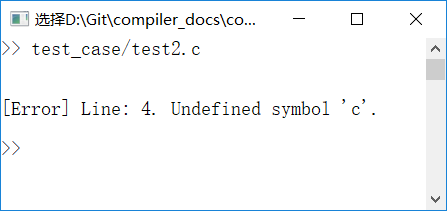 选择D:\Git\compiler_docs\co...
>> test_case/test2.c
[Error] Line: 4. Undefined symbol 'c'.
>>